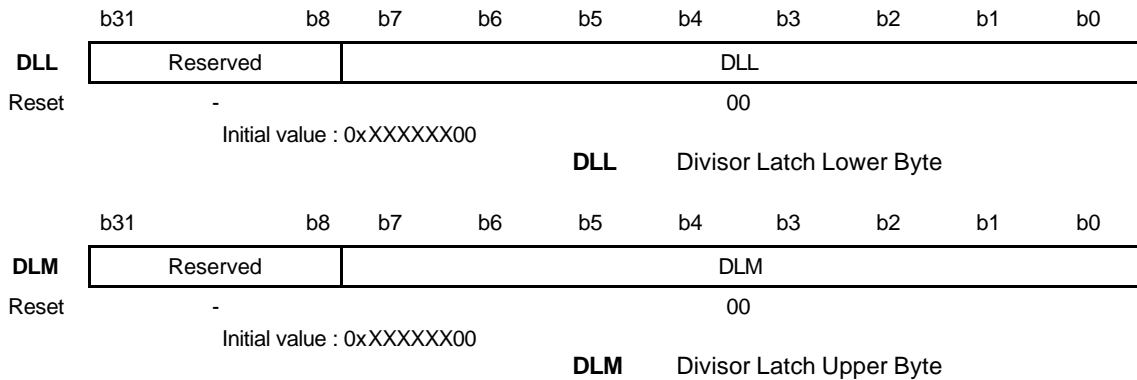 b31 b8 b7 b6 b5 b4 b3 b2 b1 b0
DLL Reserved DLL
Reset - 00
Initial value : 0xXXXXXX00
DLL Divisor Latch Lower Byte
b31 b8 b7 b6 b5 b4 b3 b2 b1 b0
DLM Reserved DLM
Reset - 00
Initial value : 0xXXXXXX00
DLM Divisor Latch Upper Byte